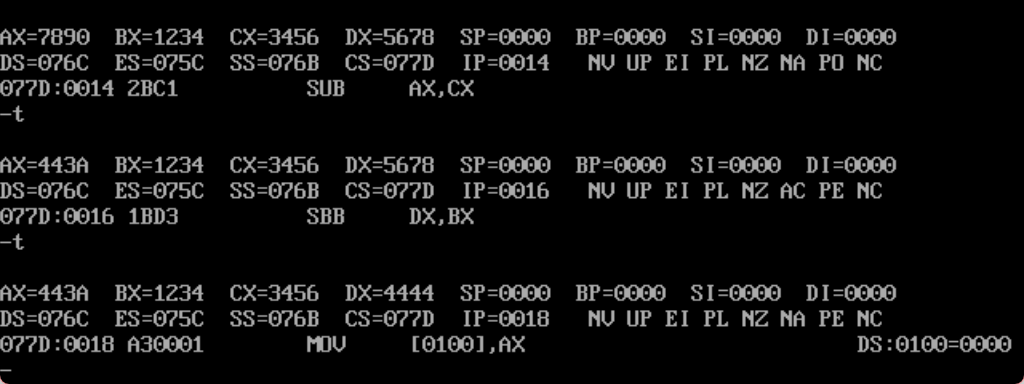 AX=7890  BX=1234  CX=3456  DX=5678  SP=0000  BP=0000  SI=0000  DI=0000
DS=076C  ES=075C  SS=076B  CS=077D  IP=0014   NV UP EI PL NZ NA PO NC
077D:0014 2BC1          SUB     AX,CX
-t
AX=443A  BX=1234  CX=3456  DX=5678  SP=0000  BP=0000  SI=0000  DI=0000
DS=076C  ES=075C  SS=076B  CS=077D  IP=0016   NV UP EI PL NZ AC PE NC
077D:0016 1BD3          SBB     DX,BX
-t
AX=443A  BX=1234  CX=3456  DX=4444  SP=0000  BP=0000  SI=0000  DI=0000
DS=076C  ES=075C  SS=076B  CS=077D  IP=0018   NV UP EI PL NZ NA PE NC
077D:0018 A30001        MOV     [0100],AX                          DS:0100=0000
-